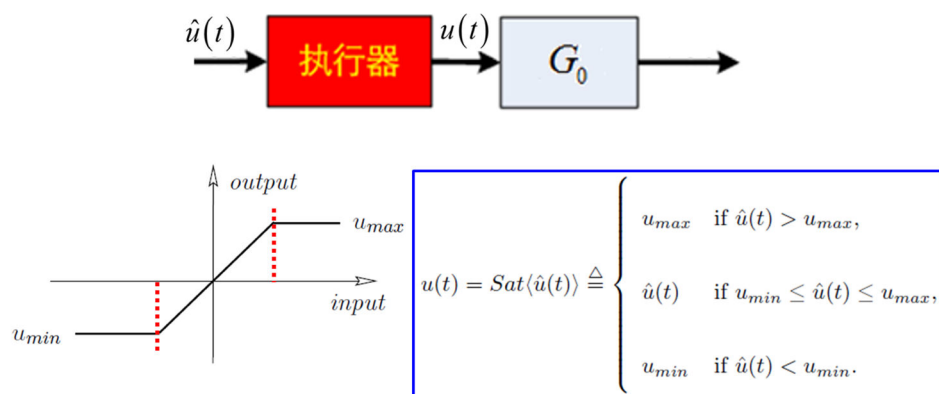 û(t) 执行器 u(t) G₀
output
u_max
input
u_min
u(t) = Sat⟨û(t)⟩ ≜ {
u_max if û(t) > u_max,
û(t) if u_min ≤ û(t) ≤ u_max,
u_min if û(t) < u_min.